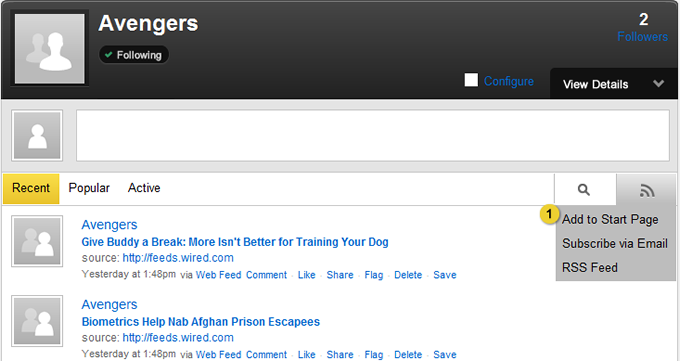 Avengers
2
Followers
Following
Configure
View Details
Recent Popular Active
1
Add to Start Page
Subscribe via Email
RSS Feed
Avengers
Give Buddy a Break: More Isn't Better for Training Your Dog
source: http://feeds.wired.com
Yesterday at 1:48pm via Web Feed Comment · Like · Share · Flag · Delete · Save
Avengers
Biometrics Help Nab Afghan Prison Escapees
source: http://feeds.wired.com
Yesterday at 1:48pm via Web Feed Comment · Like · Share · Flag · Delete · Save